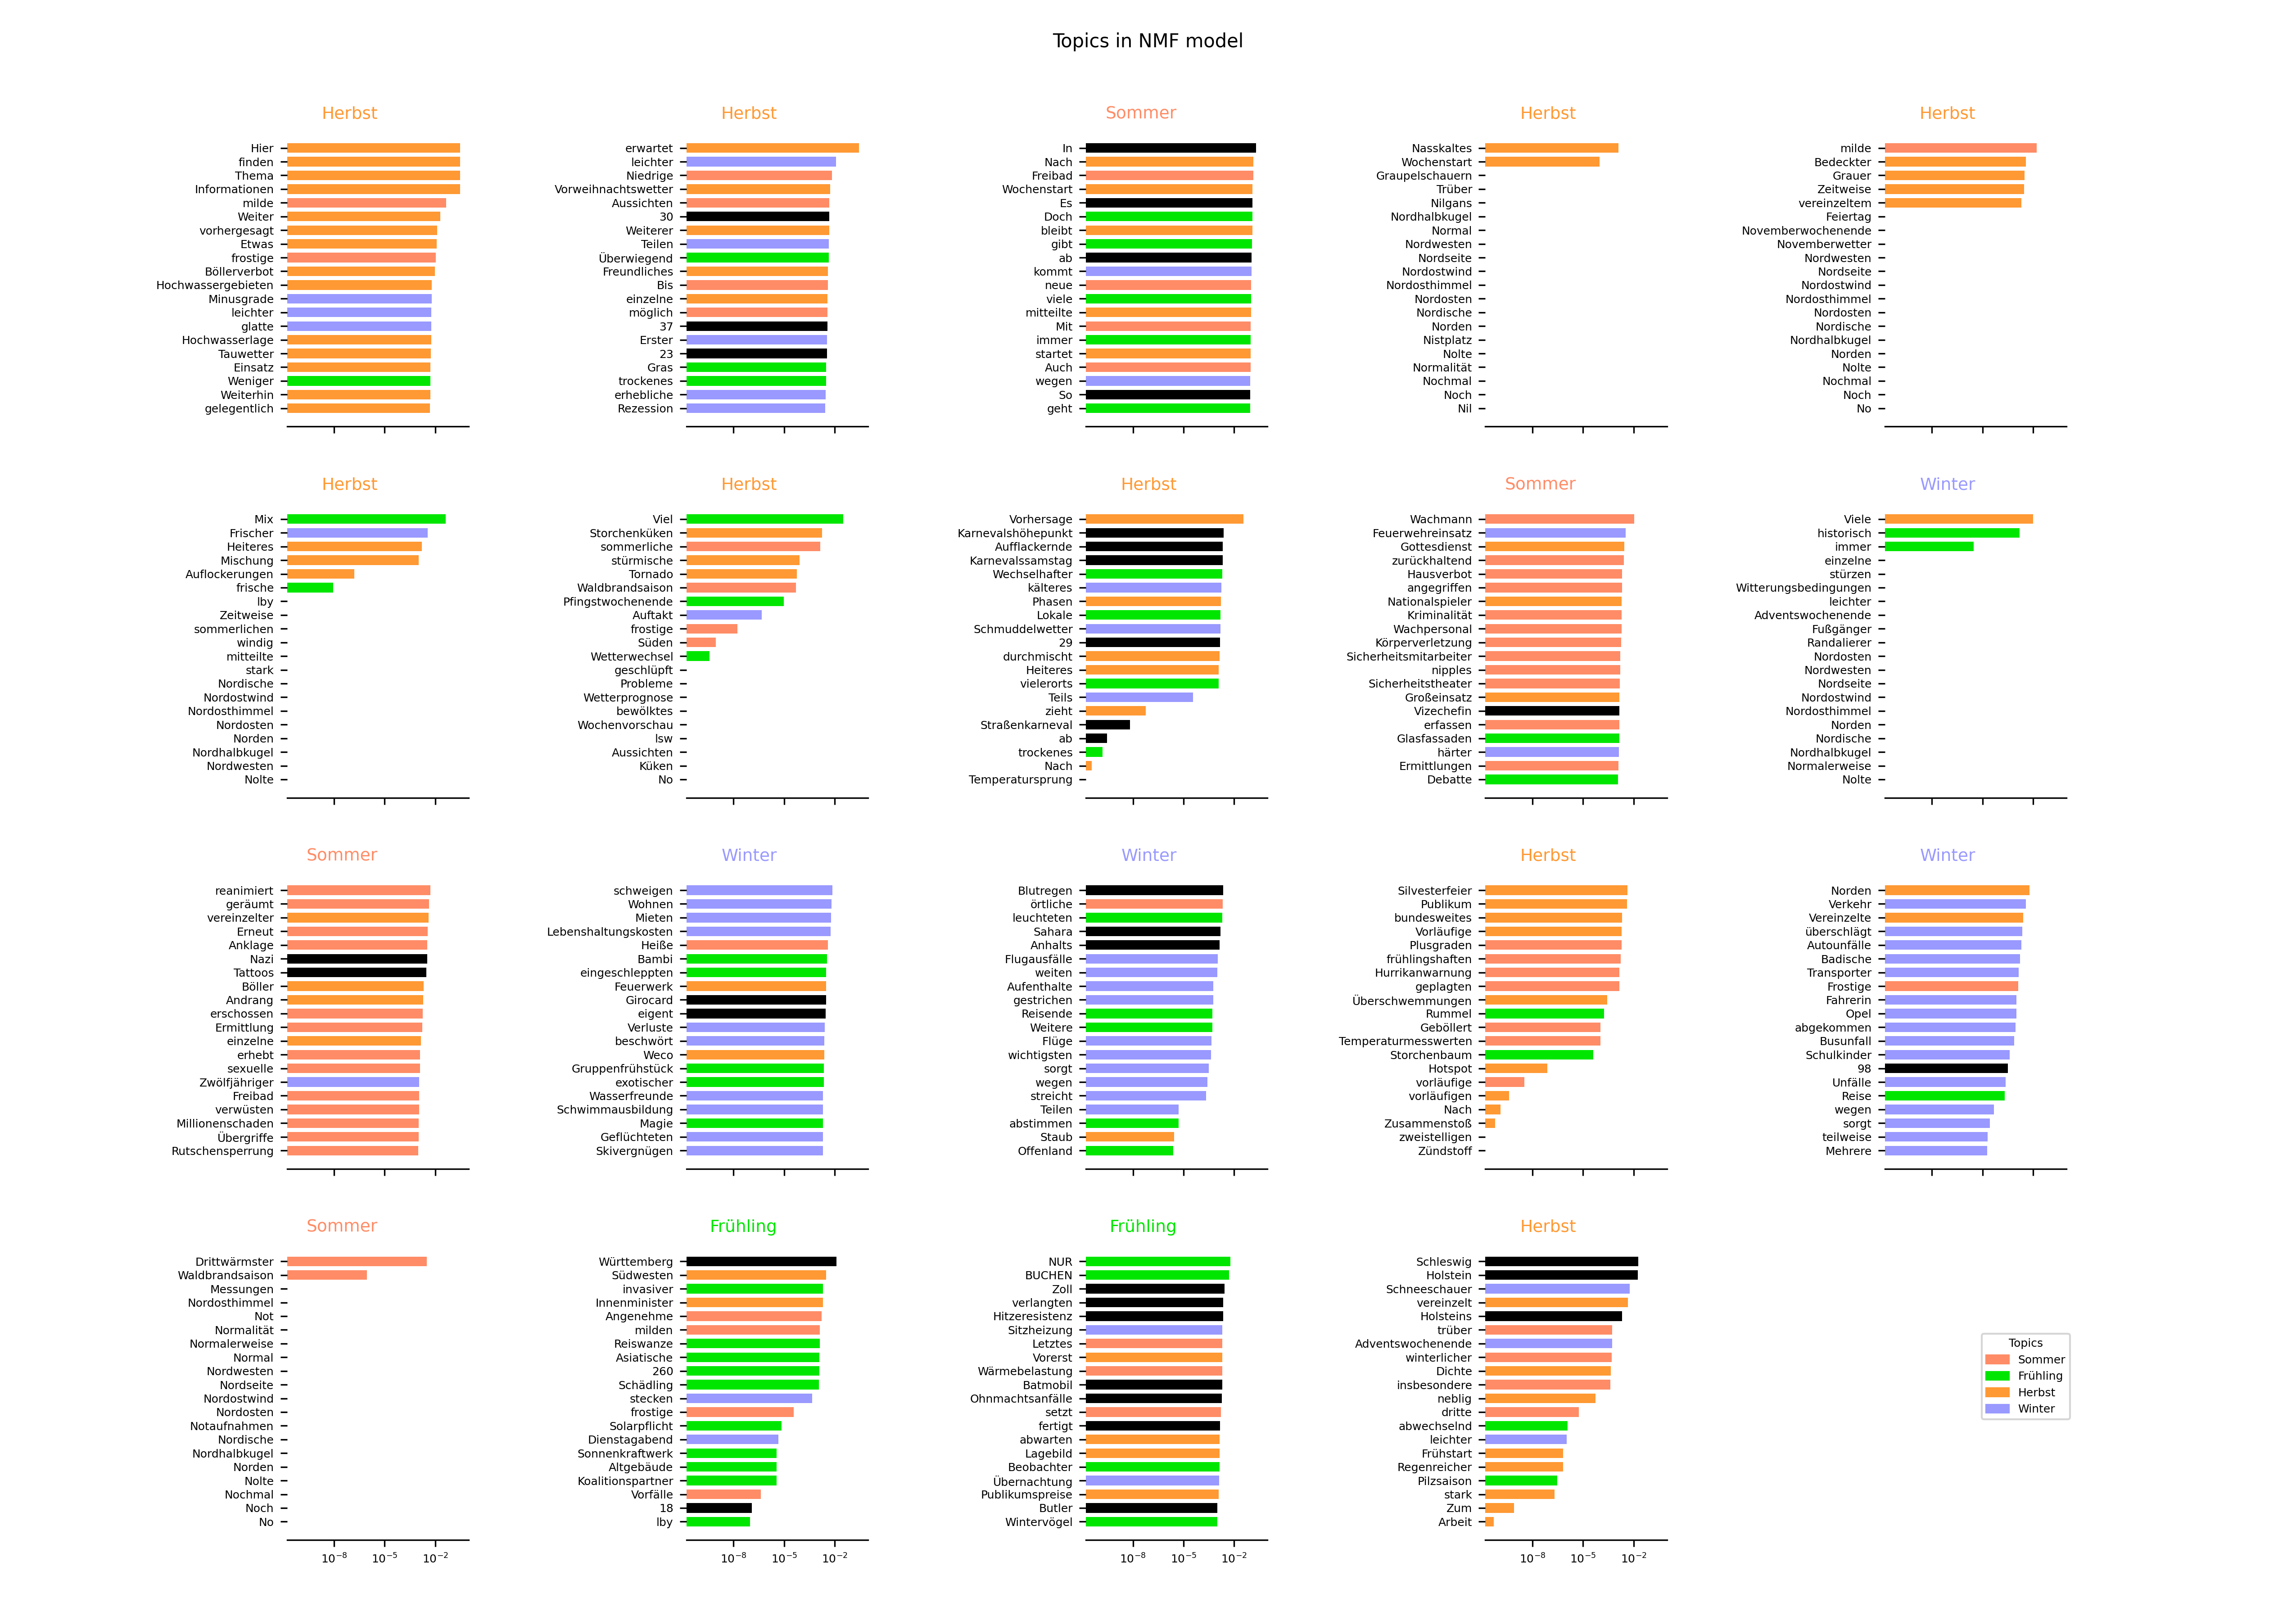 Topics in NMF model
Herbst
Hier
finden
Thema
Informationen
milde
Weiter
vorhergesagt
Etwas
frostige
Böllerverbot
Hochwassergebieten
Minusgrade
leichter
glatte
Hochwasserlage
Tauwetter
Einsatz
Weniger
Weiterhin
gelegentlich
Herbst
erwartet
leichter
Niedrige
Vorweihnachtswetter
Aussichten
30
Weiterer
Teilen
Überwiegend
Freundliches
Bis
einzelne
möglich
37
Erster
23
Gras
trockenes
erhebliche
Rezession
Sommer
In
Nach
Freibad
Wochenstart
Es
Doch
bleibt
gibt
ab
kommt
neue
viele
mitteilte
Mit
immer
startet
Auch
wegen
So
geht
Herbst
Nasskaltes
Wochenstart
Graupelschauern
Trüber
Nilgans
Nordhalbkugel
Normal
Nordwesten
Nordseite
Nordostwind
Nordosthimmel
Nordosten
Nordische
Norden
Nistplatz
Nolte
Normalität
Nochmal
Noch
Nil
Herbst
milde
Bedeckter
Grauer
Zeitweise
vereinzeltem
Feiertag
Novemberwochenende
Novemberwetter
Nordwesten
Nordseite
Nordostwind
Nordosthimmel
Nordosten
Nordische
Nordhalbkugel
Norden
Nolte
Nochmal
Noch
No
Herbst
Mix
Frischer
Heiteres
Mischung
Auflockerungen
frische
lby
Zeitweise
sommerlichen
windig
mitteilte
stark
Nordische
Nordostwind
Nordosthimmel
Nordosten
Norden
Nordhalbkugel
Nordwesten
Nolte
Herbst
Viel
Storchenküken
sommerliche
stürmische
Tornado
Waldbrandsaison
Pfingstwochenende
Auftakt
frostige
Süden
Wetterwechsel
geschlüpft
Probleme
Wetterprognose
bewölktes
Wochenvorschau
lsw
Aussichten
Küken
No
Herbst
Vorhersage
Karnevalshöhepunkt
Aufflackernde
Karnevalssamstag
Wechselhafter
kälteres
Phasen
Lokale
Schmuddelwetter
29
durchmischt
Heiteres
vielerorts
Teils
zieht
Straßenkarneval
ab
trockenes
Nach
Temperatursprung
Sommer
Wachmann
Feuerwehreinsatz
Gottesdienst
zurückhaltend
Hausverbot
angegriffen
Nationalspieler
Kriminalität
Wachpersonal
Körperverletzung
Sicherheitsmitarbeiter
nipples
Sicherheitstheater
Großeinsatz
Vizechefin
erfassen
Glasfassaden
härter
Ermittlungen
Debatte
Winter
Viele
historisch
immer
einzelne
stürzen
Witterungsbedingungen
leichter
Adventswochenende
Fußgänger
Randalierer
Nordosten
Nordwesten
Nordseite
Nordostwind
Nordosthimmel
Norden
Nordische
Nordhalbkugel
Normalerweise
Nolte
Sommer
reanimiert
geräumt
vereinzelter
Erneut
Anklage
Nazi
Tattoos
Böller
Andrang
erschossen
Ermittlung
einzelne
erhebt
sexuelle
Zwölfjähriger
Freibad
verwüsten
Millionenschaden
Übergriffe
Rutschensperrung
Winter
schweigen
Wohnen
Mieten
Lebenshaltungskosten
Heiße
Bambi
eingeschleppten
Feuerwerk
Girocard
eigent
Verluste
beschwört
Weco
Gruppenfrühstück
exotischer
Wasserfreunde
Schwimmausbildung
Magie
Geflüchteten
Skivergnügen
Winter
Blutregen
örtliche
leuchteten
Sahara
Anhalts
Flugausfälle
weiten
Aufenthalte
gestrichen
Reisende
Weitere
Flüge
wichtigsten
sorgt
wegen
streicht
Teilen
abstimmen
Staub
Offenland
Herbst
Silvesterfeier
Publikum
bundesweites
Vorläufige
Plusgraden
frühlingshaften
Hurrikanwarnung
geplagten
Überschwemmungen
Rummel
Geböllert
Temperaturmesswerten
Storchenbaum
Hotspot
vorläufige
vorläufigen
Nach
Zusammenstoß
zweistelligen
Zündstoff
Winter
Norden
Verkehr
Vereinzelte
überschlägt
Autounfälle
Badische
Transporter
Frostige
Fahrerin
Opel
abgekommen
Busunfall
Schulkinder
98
Unfälle
Reise
wegen
sorgt
teilweise
Mehrere
Sommer
Drittwärmster
Waldbrandsaison
Messungen
Nordosthimmel
Not
Normalität
Normalerweise
Normal
Nordwesten
Nordseite
Nordostwind
Nordosten
Notaufnahmen
Nordische
Nordhalbkugel
Norden
Nolte
Nochmal
Noch
No
10⁻⁸ 10⁻⁵ 10⁻²
Frühling
Württemberg
Südwesten
invasiver
Innenminister
Angenehme
milden
Reiswanze
Asiatische
260
Schädling
stecken
frostige
Solarpflicht
Dienstagabend
Sonnenkraftwerk
Altgebäude
Koalitionspartner
Vorfälle
18
lby
10⁻⁸ 10⁻⁵ 10⁻²
Frühling
NUR
BUCHEN
Zoll
verlangten
Hitzeresistenz
Sitzheizung
Letztes
Vorerst
Wärmebelastung
Batmobil
Ohnmachtsanfälle
setzt
fertigt
abwarten
Lagebild
Beobachter
Übernachtung
Publikumspreise
Butler
Wintervögel
10⁻⁸ 10⁻⁵ 10⁻²
Herbst
Schleswig
Holstein
Schneeschauer
vereinzelt
Holsteins
trüber
Adventswochenende
winterlicher
Dichte
insbesondere
neblig
dritte
abwechselnd
leichter
Frühstart
Regenreicher
Pilzsaison
stark
Zum
Arbeit
10⁻⁸ 10⁻⁵ 10⁻²
Topics
Sommer
Frühling
Herbst
Winter